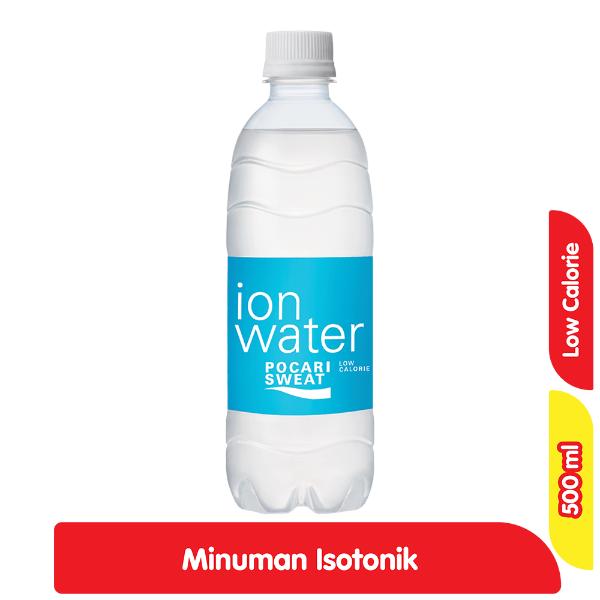 ion
water
POCARI
SWEAT
LOW
CALORIE
Low Calorie
500 ml
Minuman Isotonik